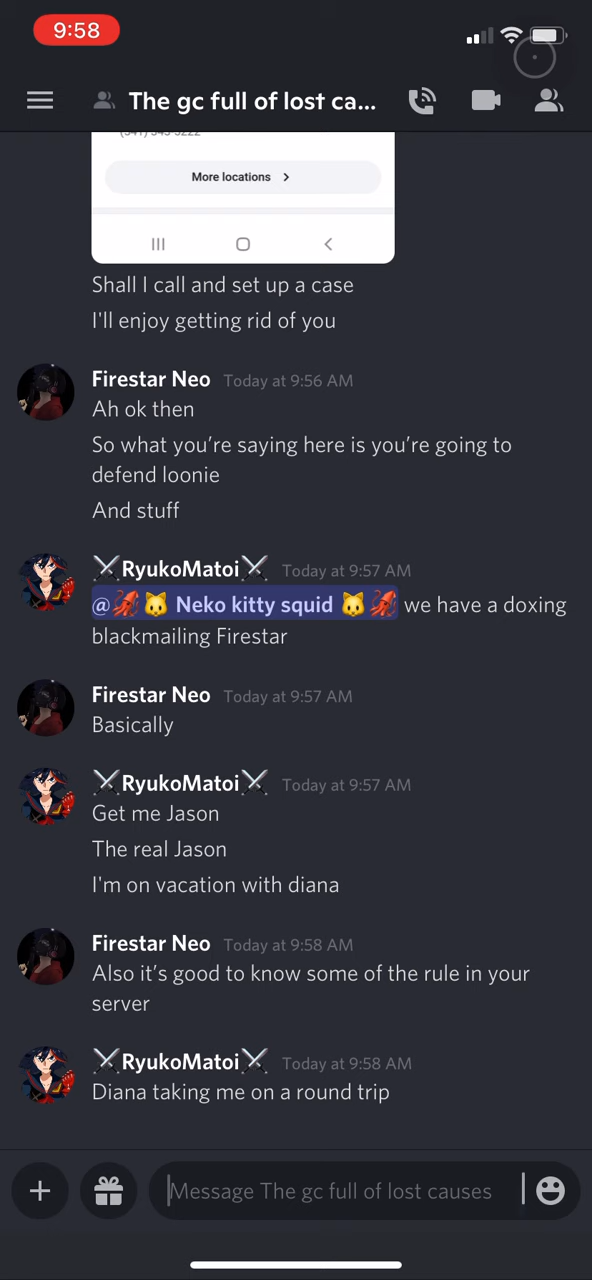 9:58
The gc full of lost ca...
More locations
Shall I call and set up a case
I'll enjoy getting rid of you
Firestar Neo Today at 9:56 AM
Ah ok then
So what you’re saying here is you’re going to
defend loonie
And stuff
⚔RyukoMatoi⚔ Today at 9:57 AM
@🦑🐱 Neko kitty squid 🐱🦑 we have a doxing
blackmailing Firestar
Firestar Neo Today at 9:57 AM
Basically
⚔RyukoMatoi⚔ Today at 9:57 AM
Get me Jason
The real Jason
I'm on vacation with diana
Firestar Neo Today at 9:58 AM
Also it’s good to know some of the rule in your
server
⚔RyukoMatoi⚔ Today at 9:58 AM
Diana taking me on a round trip
Message The gc full of lost causes